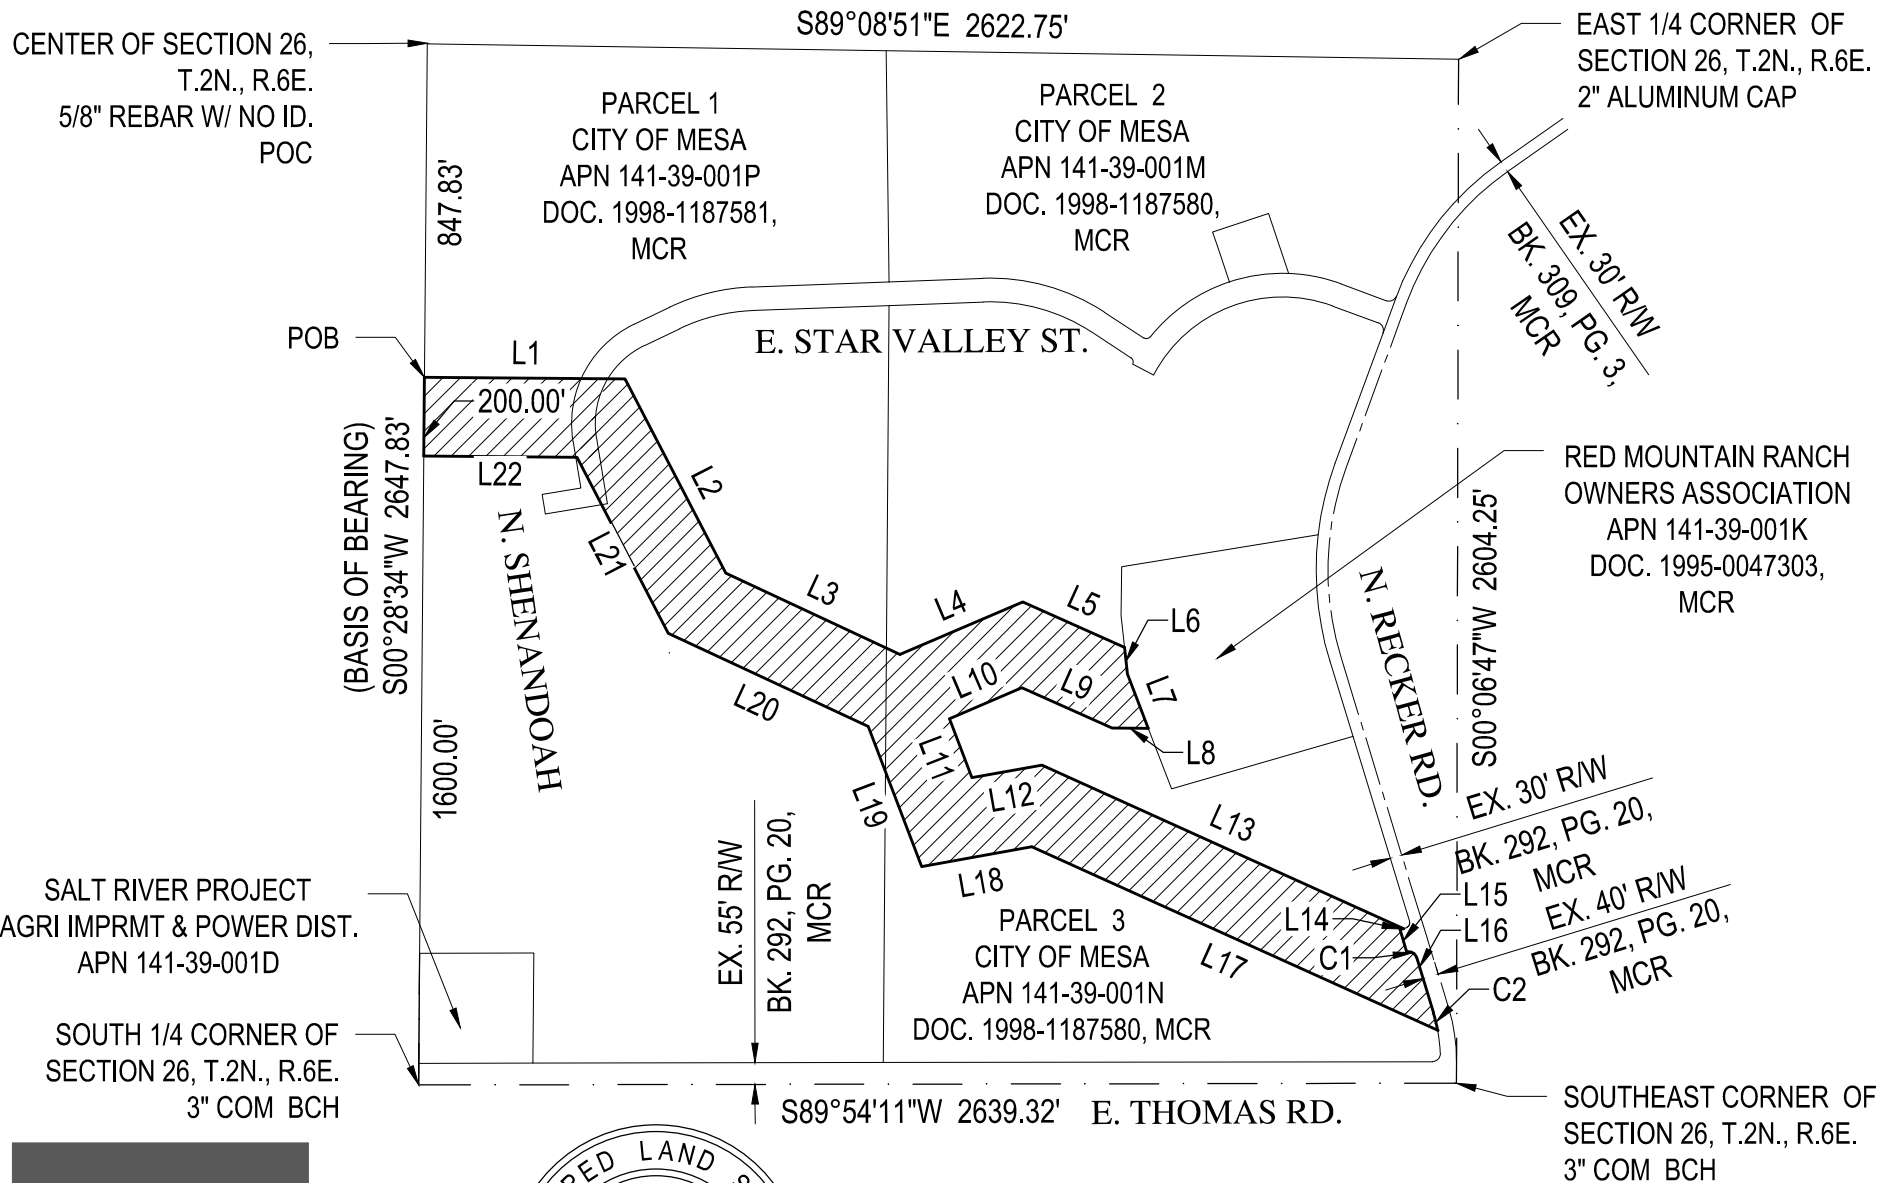 S89°08'51"E 2622.75'
CENTER OF SECTION 26,
T.2N., R.6E.
5/8" REBAR W/ NO ID.
POC
EAST 1/4 CORNER OF
SECTION 26, T.2N., R.6E.
2" ALUMINUM CAP
PARCEL 1
CITY OF MESA
APN 141-39-001P
DOC. 1998-1187581,
MCR
PARCEL 2
CITY OF MESA
APN 141-39-001M
DOC. 1998-1187580,
MCR
847.83'
EX. 30' R/W
BK. 309, PG. 3,
MCR
POB
L1
E. STAR VALLEY ST.
200.00'
(BASIS OF BEARING)
S00°28'34"W 2647.83'
L22
L2
N. SHENANDOAH
L21
RED MOUNTAIN RANCH
OWNERS ASSOCIATION
APN 141-39-001K
DOC. 1995-0047303,
MCR
S00°06'47"W 2604.25'
N. RECKER RD.
L3
L4
L5
L6
L7
L10
L9
L20
L8
L11
L12
L13
L19
1600.00'
EX. 30' R/W
BK. 292, PG. 20,
MCR
EX. 55' R/W
BK. 292, PG. 20,
MCR
SALT RIVER PROJECT
AGRI IMPRMT & POWER DIST.
APN 141-39-001D
L18
L14
L15
EX. 40' R/W
BK. 292, PG. 20,
MCR
L16
C1
L17
C2
PARCEL 3
CITY OF MESA
APN 141-39-001N
DOC. 1998-1187580, MCR
SOUTH 1/4 CORNER OF
SECTION 26, T.2N., R.6E.
3" COM BCH
S89°54'11"W 2639.32'
E. THOMAS RD.
SOUTHEAST CORNER OF
SECTION 26, T.2N., R.6E.
3" COM BCH
LAND